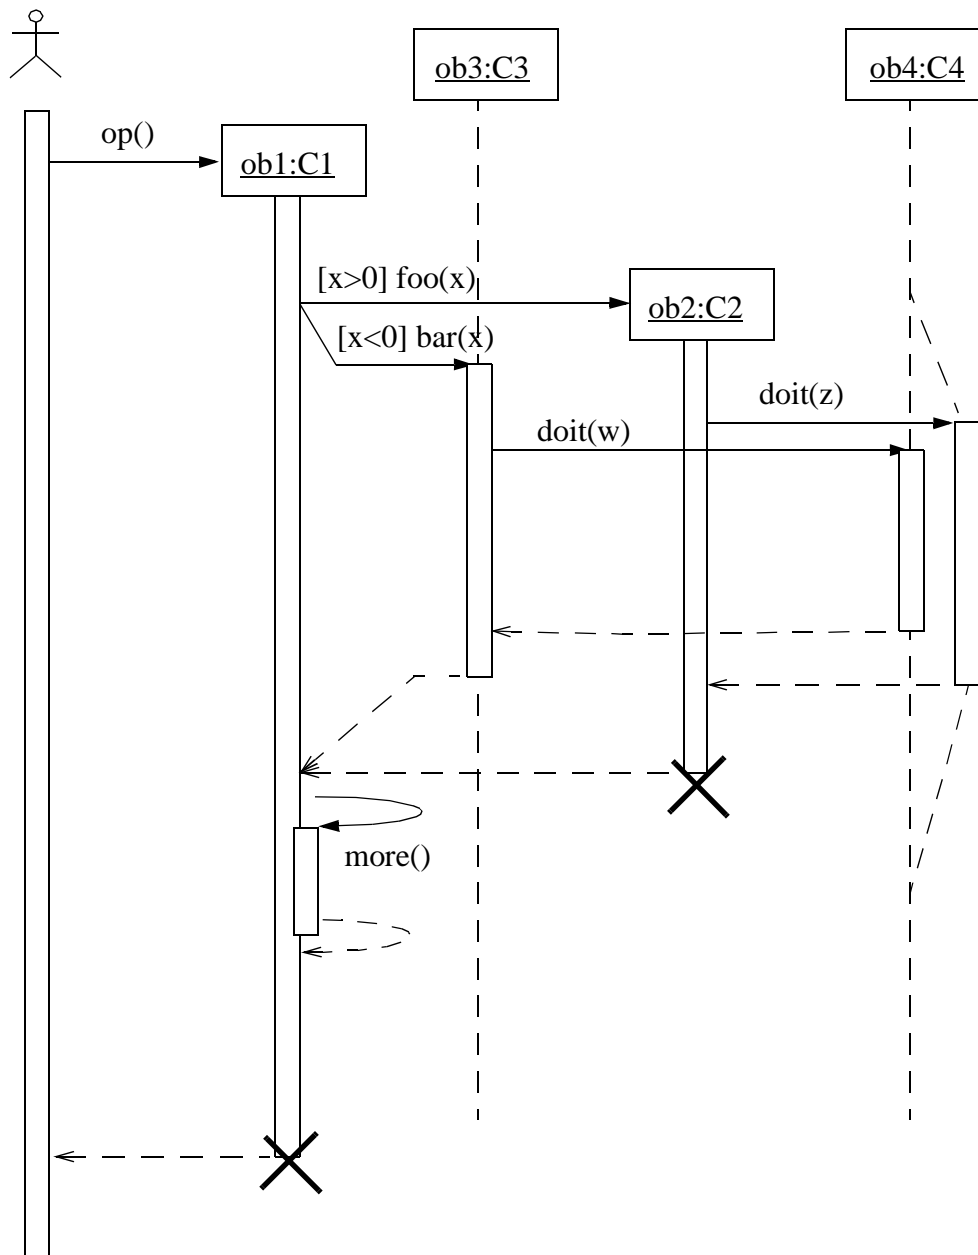 ob3:C3
ob4:C4
op()
ob1:C1
[x>0] foo(x)
ob2:C2
[x<0] bar(x)
doit(z)
doit(w)
more()